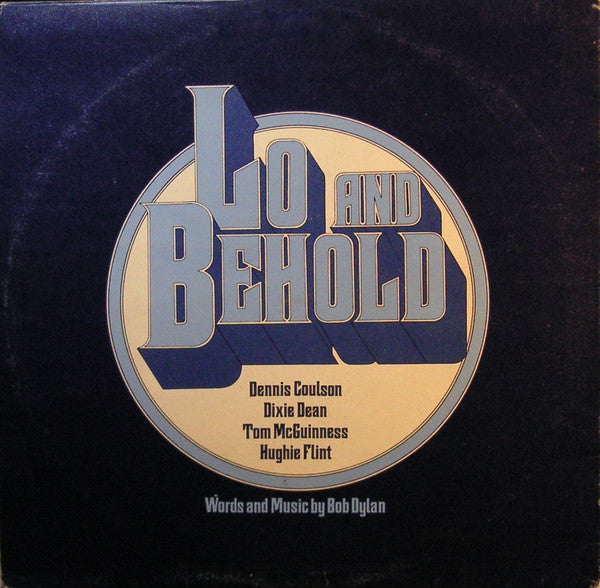 Lo and
Behold
Dennis Coulson
Dixie Dean
Tom McGuinness
Hughie Flint
Words and Music by Bob Dylan